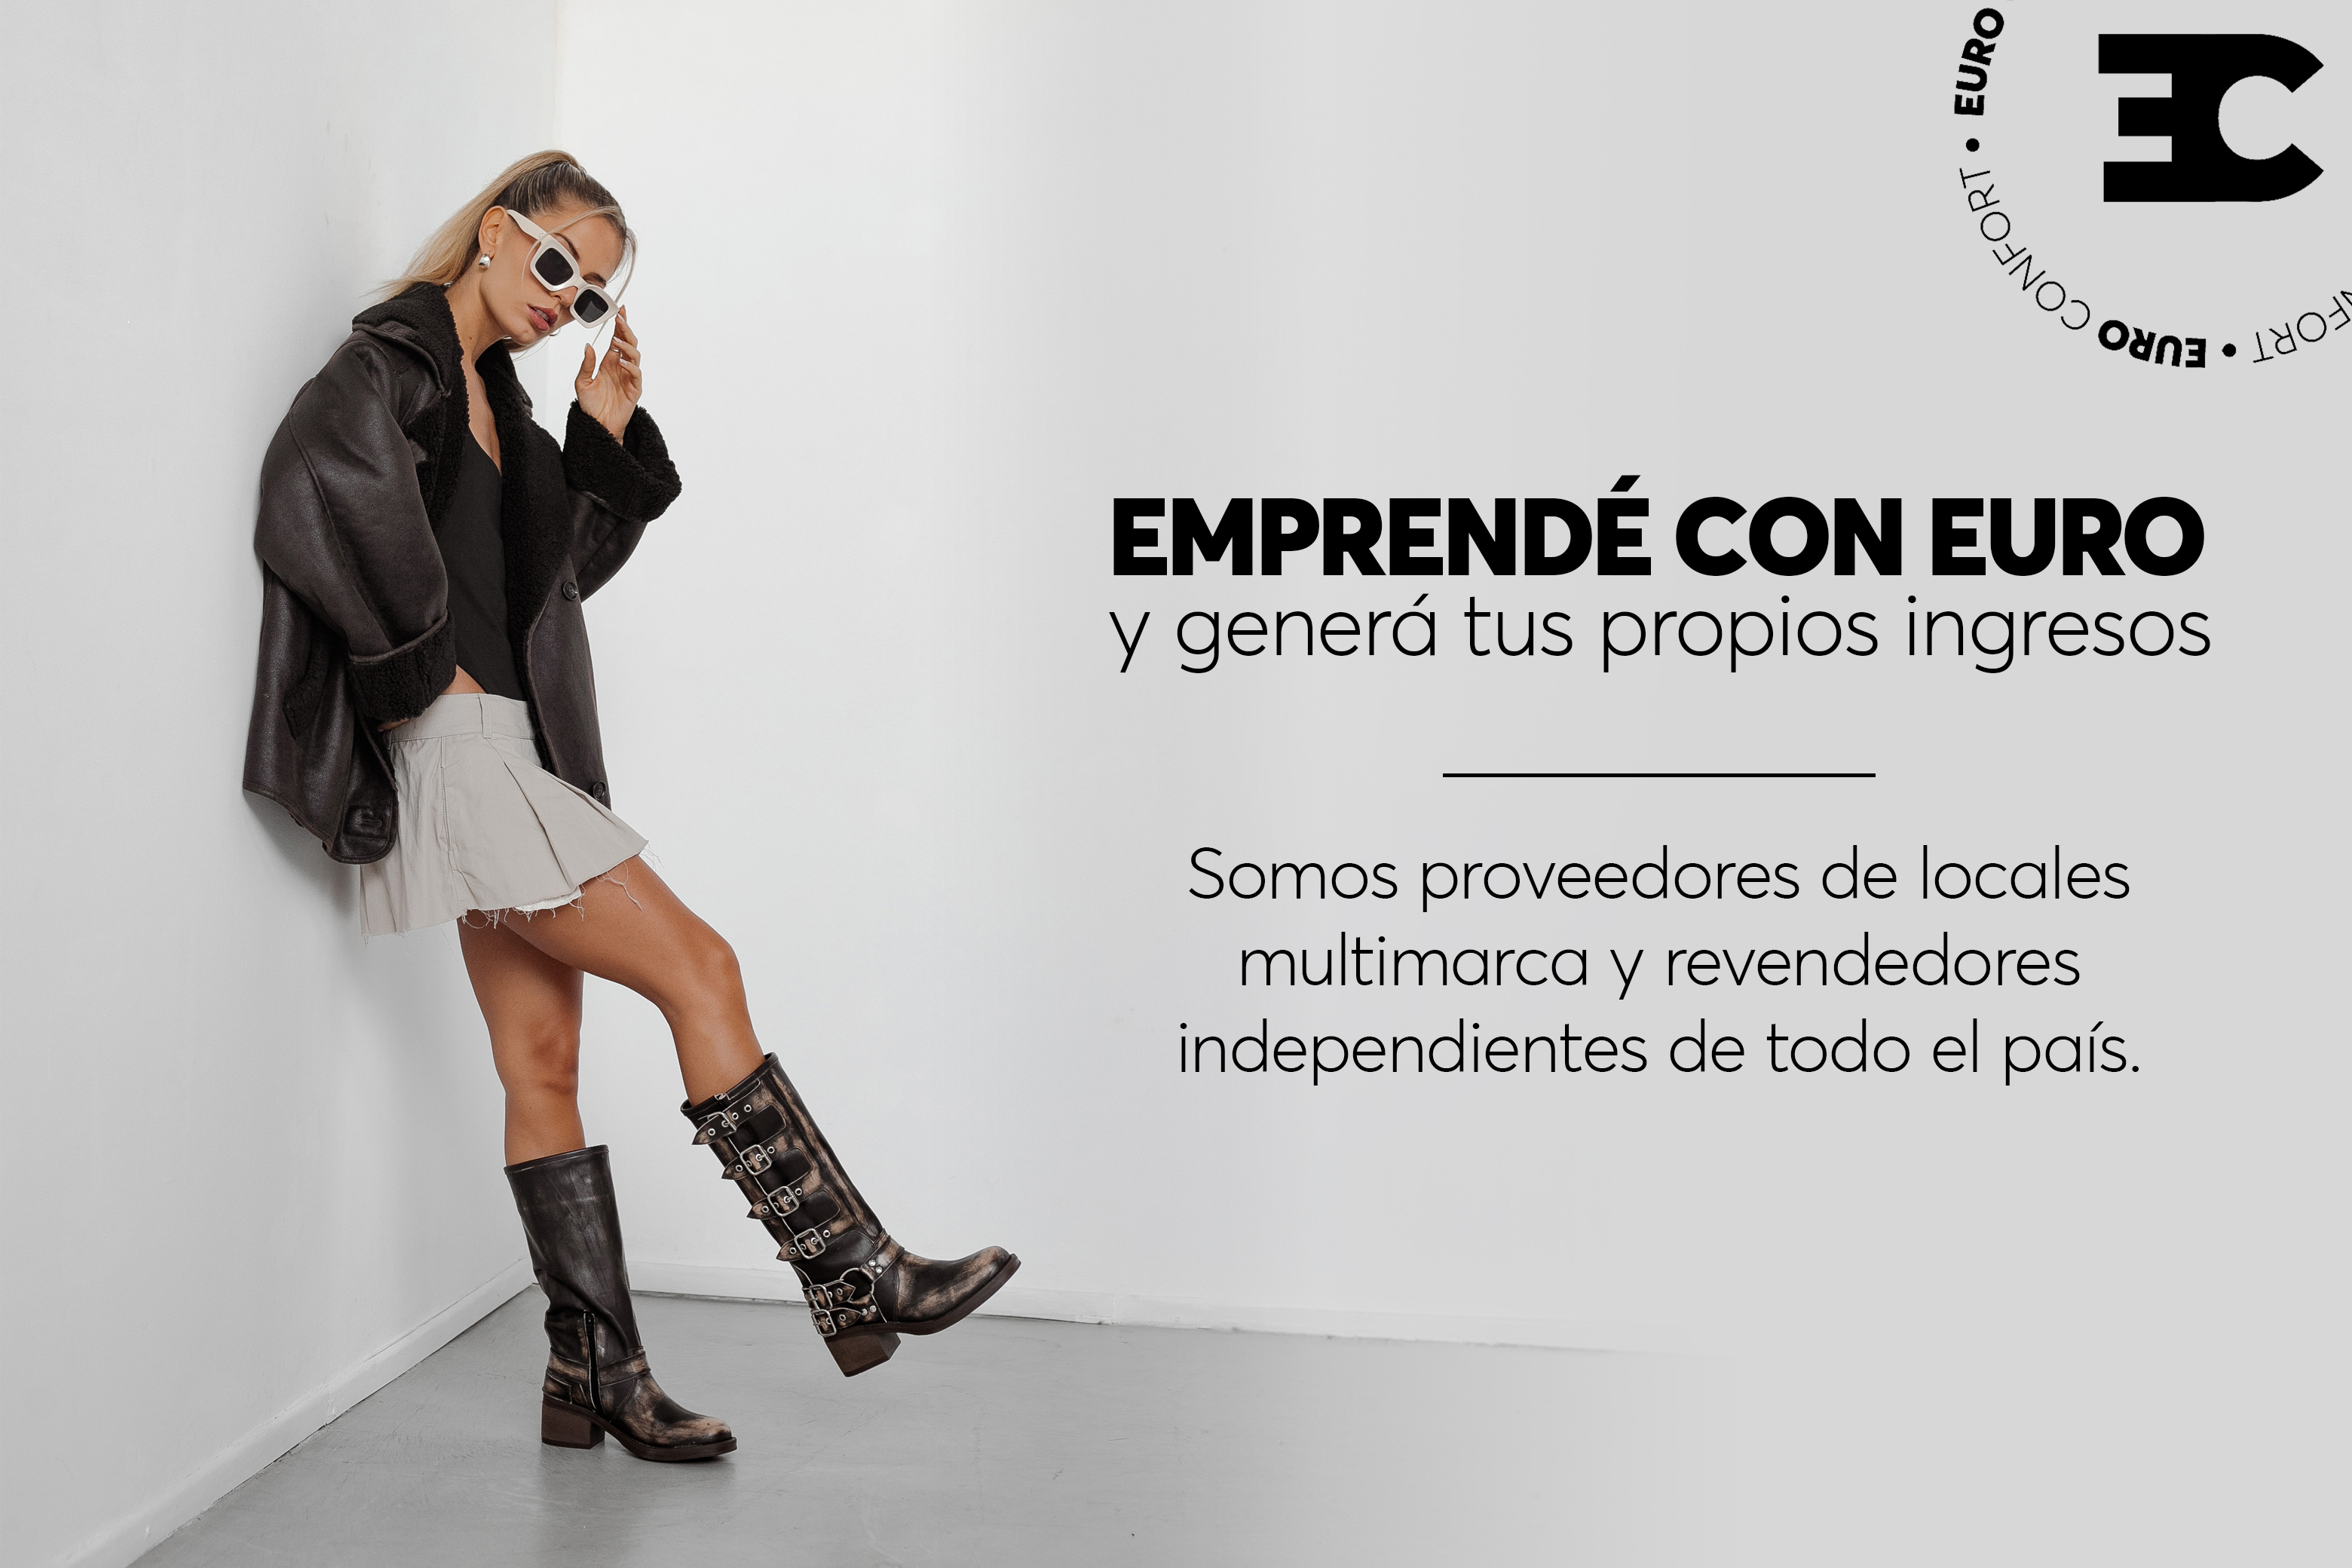 EURO
CONFORT • EURO •
EURO CONFORT
EC
EMPRENDÉ CON EURO
y generá tus propios ingresos
Somos proveedores de locales
multimarca y revendedores
independientes de todo el país.